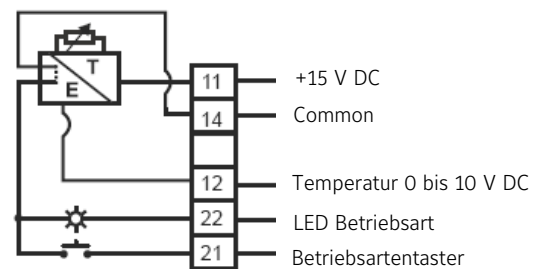 T
E
11 +15 V DC
14 Common
12 Temperatur 0 bis 10 V DC
22 LED Betriebsart
21 Betriebsartentaster